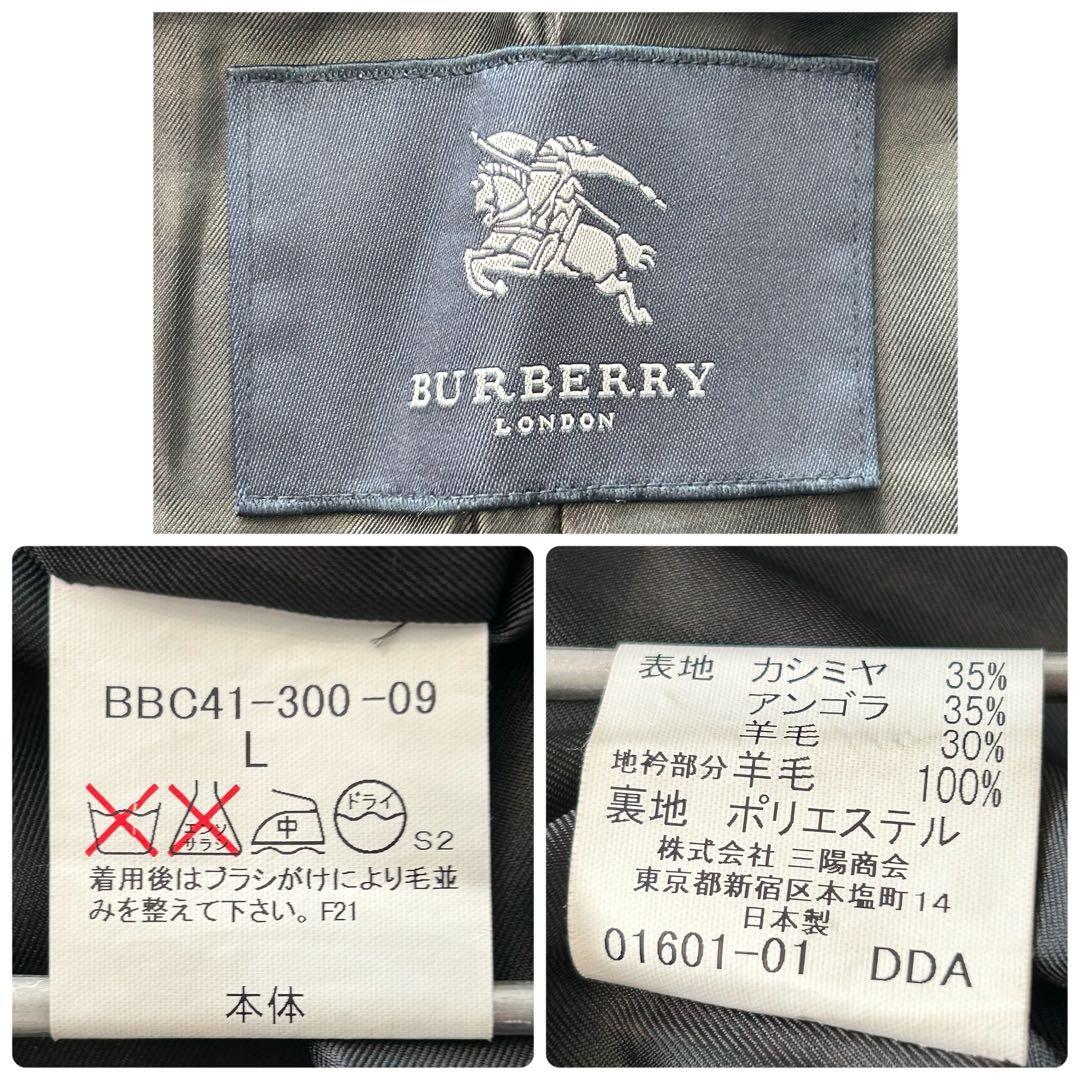 BURBERRY
LONDON
BBC41-300-09
L
エンソ
サラシ
中
ドライ
S2
着用後はブラシがけにより毛並
みを整えて下さい。F21
本体
表地 カシミヤ 35%
アンゴラ 35%
羊毛 30%
地衿部分 羊毛 100%
裏地 ポリエステル
株式会社 三陽商会
東京都新宿区本塩町14
日本製
01601-01 DDA